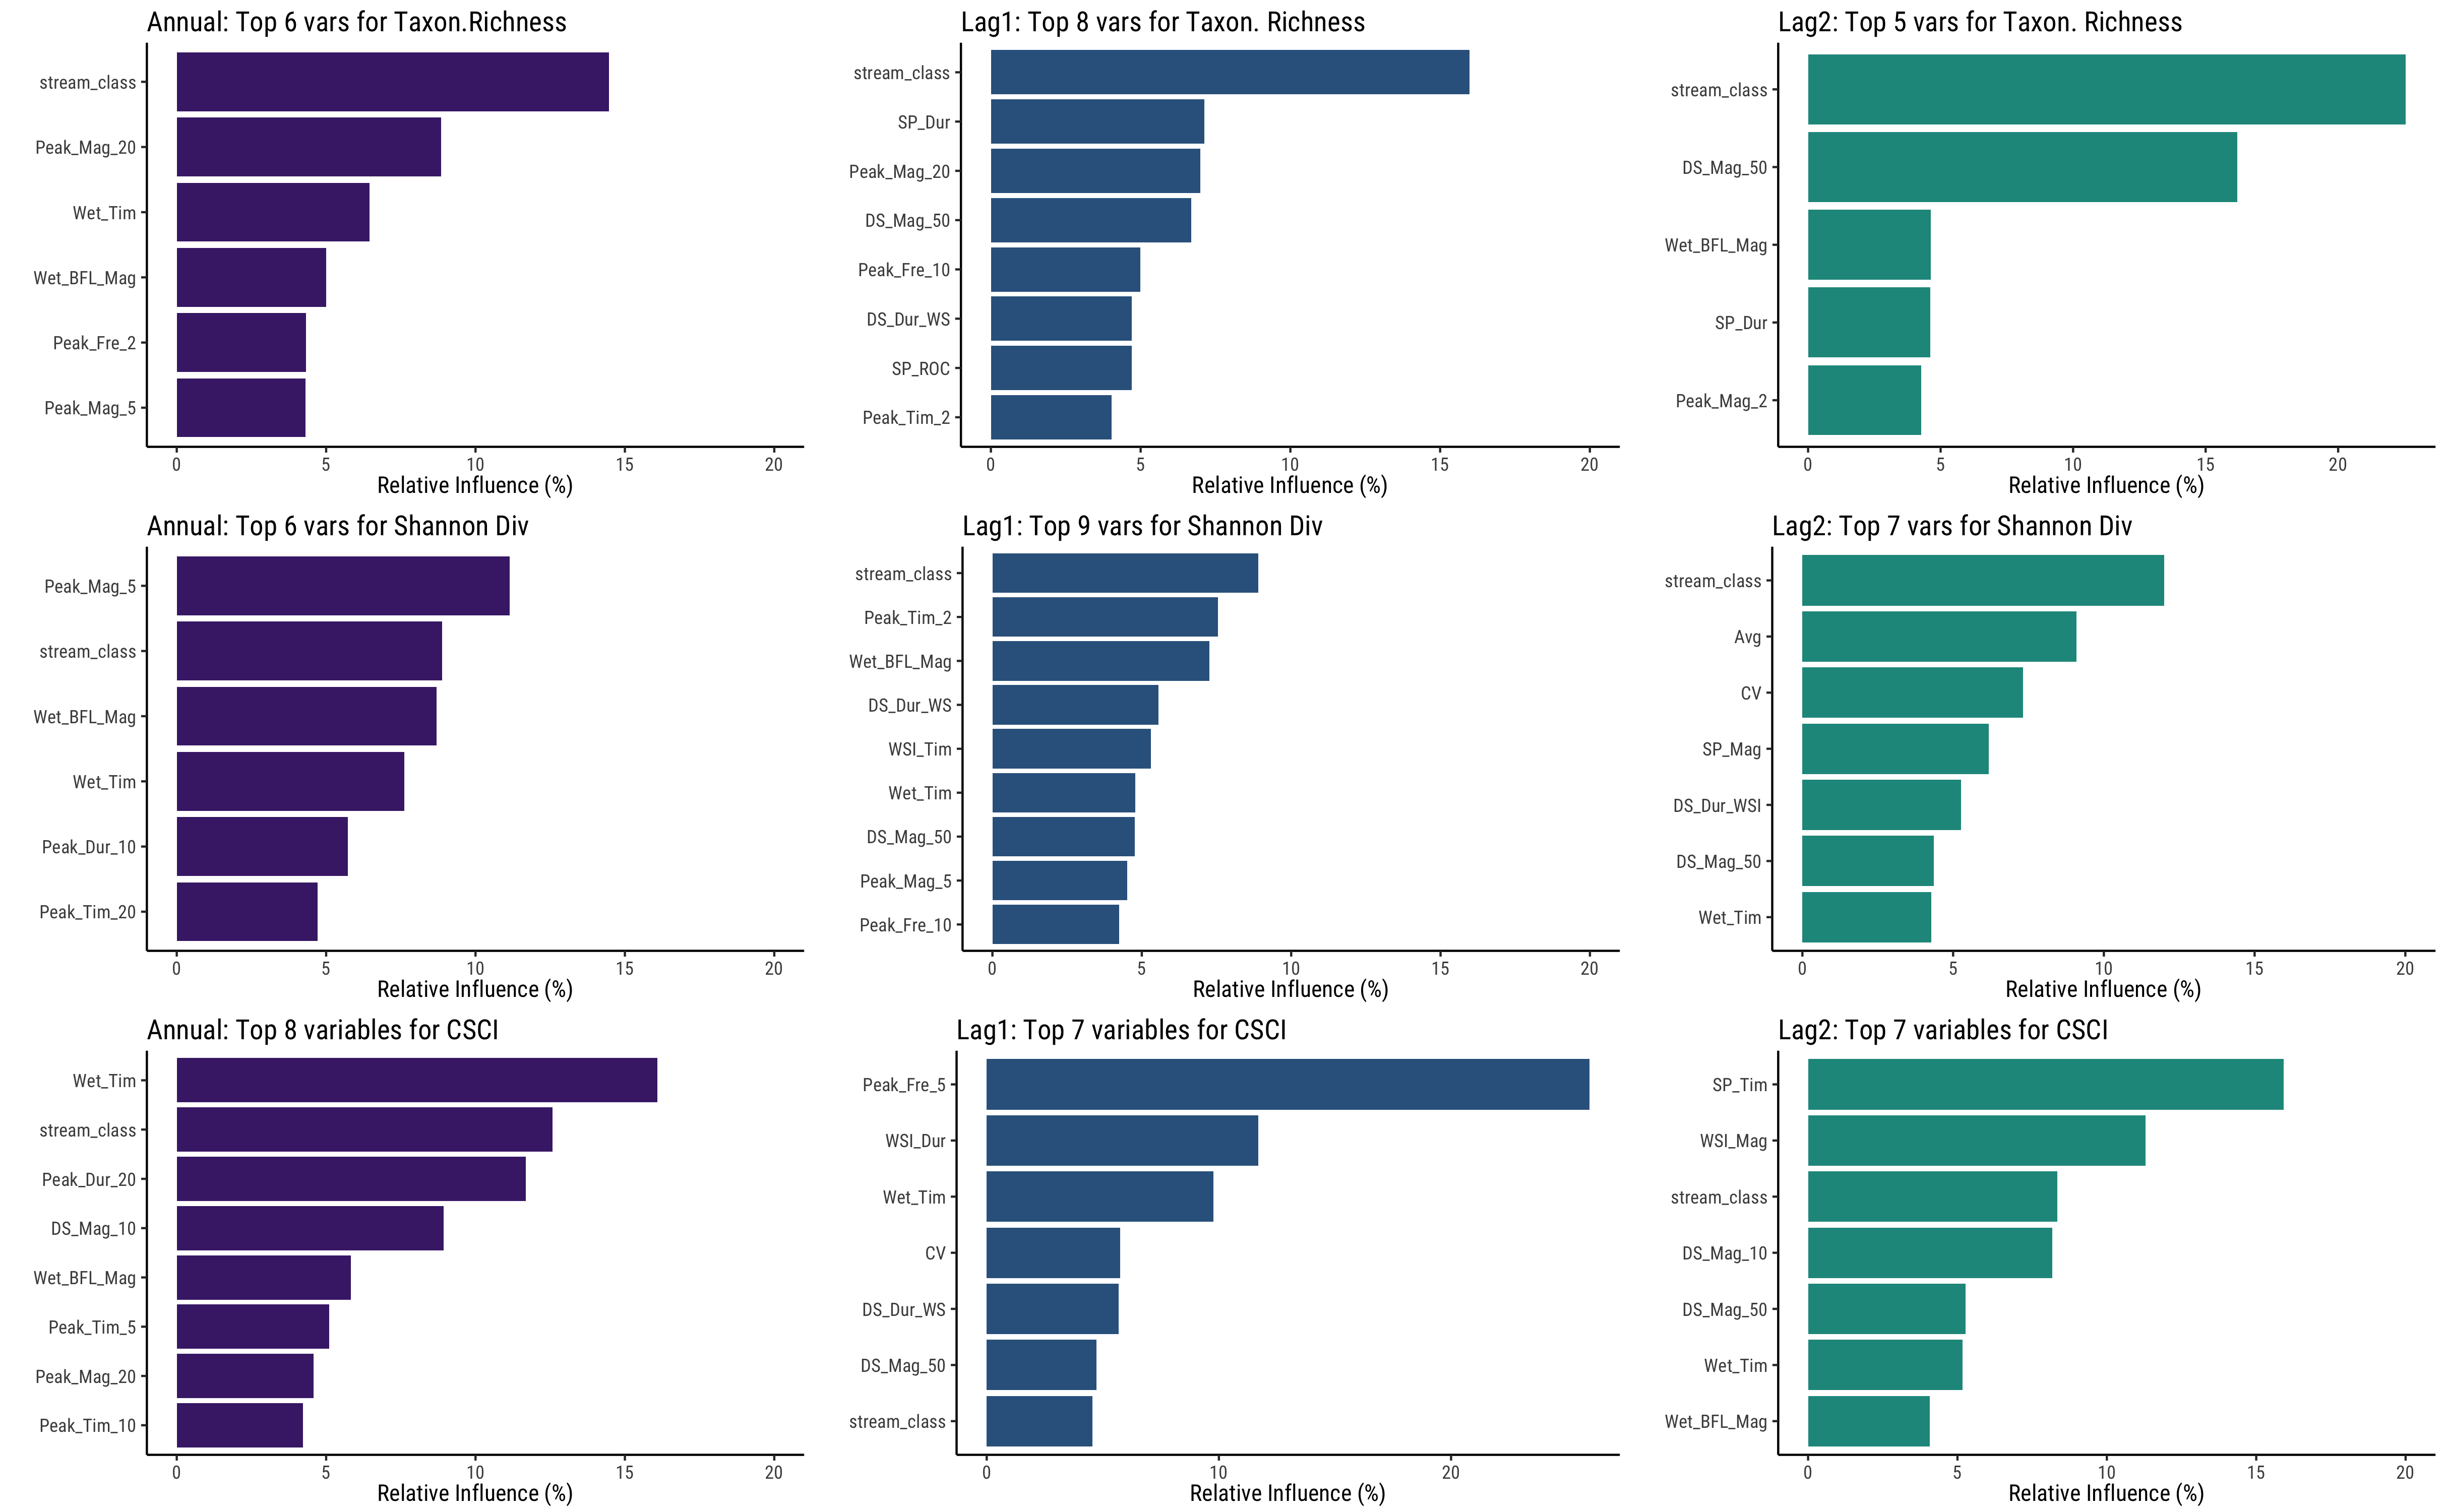 Annual: Top 6 vars for Taxon.Richness
stream_class
Peak_Mag_20
Wet_Tim
Wet_BFL_Mag
Peak_Fre_2
Peak_Mag_5
0 5 10 15 20
Relative Influence (%)
Lag1: Top 8 vars for Taxon. Richness
stream_class
SP_Dur
Peak_Mag_20
DS_Mag_50
Peak_Fre_10
DS_Dur_WS
SP_ROC
Peak_Tim_2
0 5 10 15 20
Relative Influence (%)
Lag2: Top 5 vars for Taxon. Richness
stream_class
DS_Mag_50
Wet_BFL_Mag
SP_Dur
Peak_Mag_2
0 5 10 15 20
Relative Influence (%)
Annual: Top 6 vars for Shannon Div
Peak_Mag_5
stream_class
Wet_BFL_Mag
Wet_Tim
Peak_Dur_10
Peak_Tim_20
0 5 10 15 20
Relative Influence (%)
Lag1: Top 9 vars for Shannon Div
stream_class
Peak_Tim_2
Wet_BFL_Mag
DS_Dur_WS
WSI_Tim
Wet_Tim
DS_Mag_50
Peak_Mag_5
Peak_Fre_10
0 5 10 15 20
Relative Influence (%)
Lag2: Top 7 vars for Shannon Div
stream_class
Avg
CV
SP_Mag
DS_Dur_WSI
DS_Mag_50
Wet_Tim
0 5 10 15 20
Relative Influence (%)
Annual: Top 8 variables for CSCI
Wet_Tim
stream_class
Peak_Dur_20
DS_Mag_10
Wet_BFL_Mag
Peak_Tim_5
Peak_Mag_20
Peak_Tim_10
0 5 10 15 20
Relative Influence (%)
Lag1: Top 7 variables for CSCI
Peak_Fre_5
WSI_Dur
Wet_Tim
CV
DS_Dur_WS
DS_Mag_50
stream_class
0 10 20
Relative Influence (%)
Lag2: Top 7 variables for CSCI
SP_Tim
WSI_Mag
stream_class
DS_Mag_10
DS_Mag_50
Wet_Tim
Wet_BFL_Mag
0 5 10 15 20
Relative Influence (%)